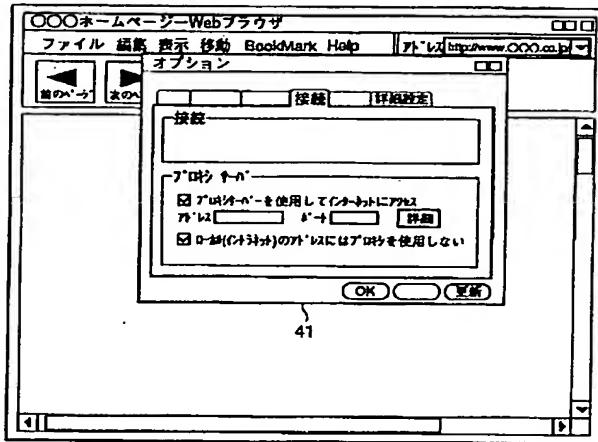 〇〇〇ホームページーWebブラウザ
ファイル 編集 表示 移動 BookMark Help アドレス http://www.〇〇〇.co.jp/
前のページ 次のペ
オプション
接続 詳細設定
接続
プロキシ サーバー
プロキシサーバーを使用してインターネットにアクセス
アドレス ポート 詳細
ローカル(イントラネット)のアドレスにはプロキシを使用しない
OK 更新
41